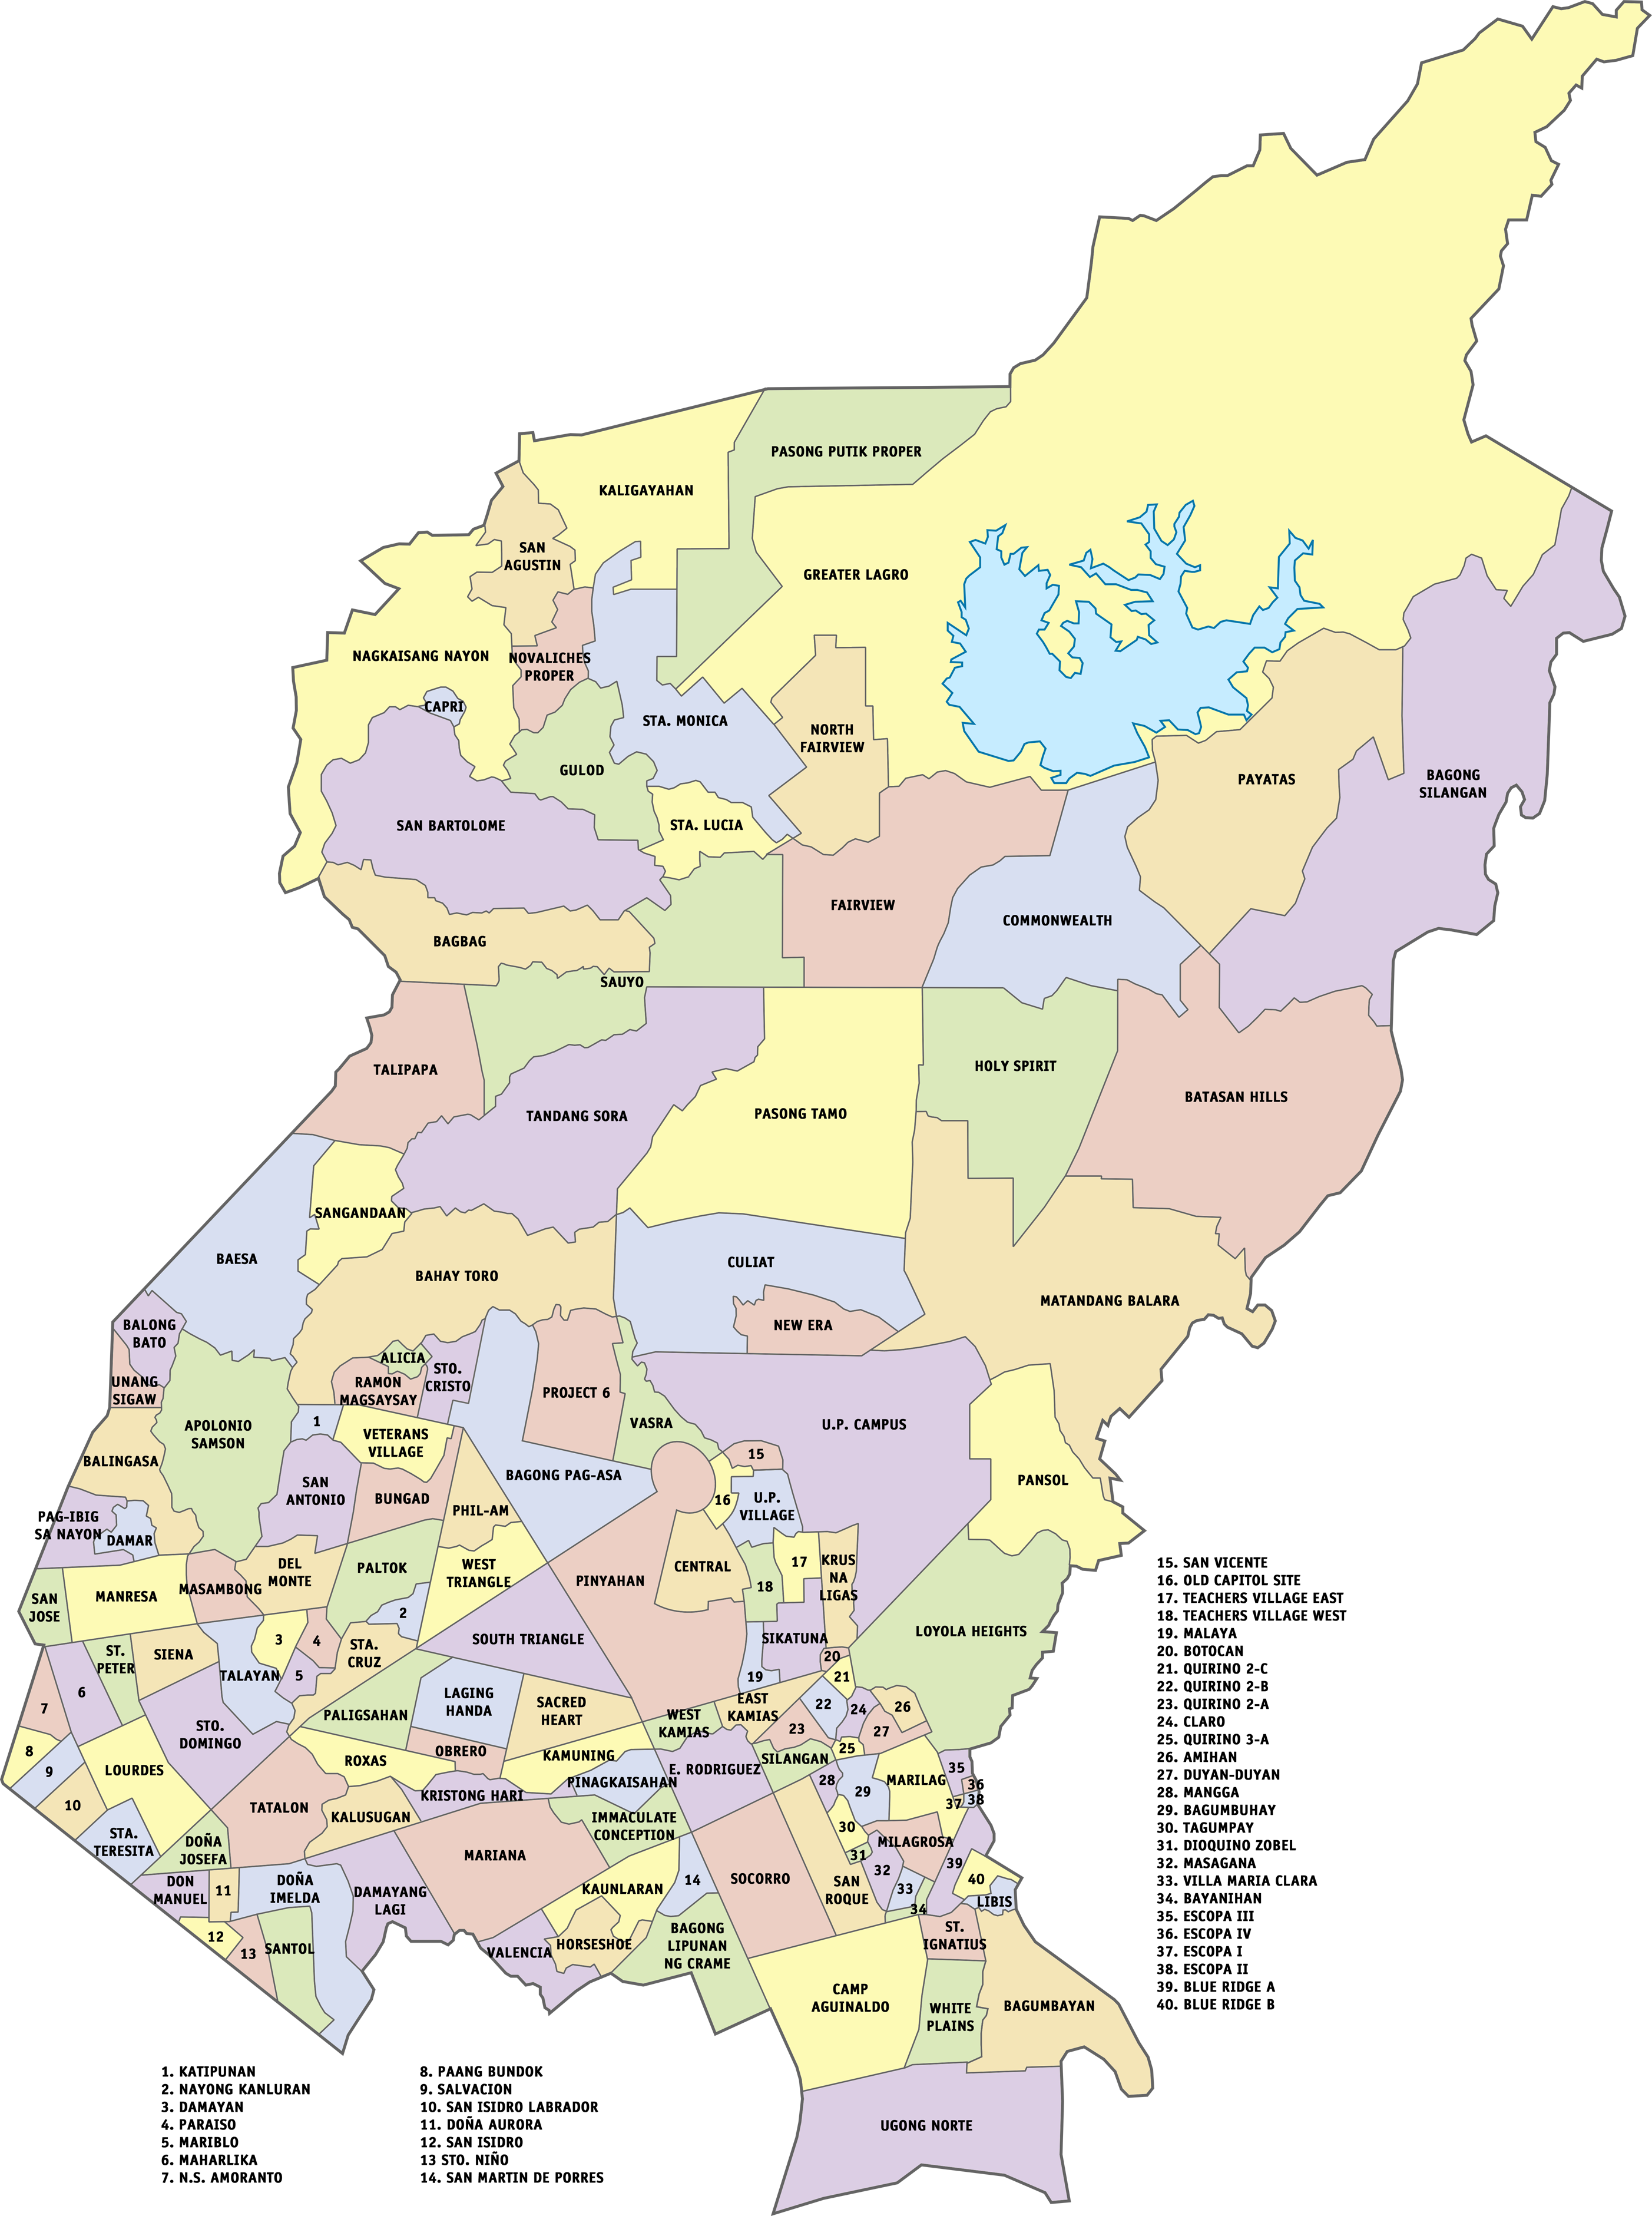 PASONG PUTIK PROPER
KALIGAYAHAN
SAN
AGUSTIN
GREATER LAGRO
NAGKAISANG NAYON
NOVALICHES
PROPER
CAPRI
STA. MONICA
NORTH
FAIRVIEW
GULOD
PAYATAS
BAGONG
SILANGAN
SAN BARTOLOME
STA. LUCIA
FAIRVIEW
COMMONWEALTH
BAGBAG
SAUYO
TALIPAPA
HOLY SPIRIT
BATASAN HILLS
TANDANG SORA
PASONG TAMO
SANGANDAAN
BAESA
BAHAY TORO
CULIAT
MATANDANG BALARA
NEW ERA
BALONG
BATO
ALICIA
STO.
CRISTO
UNANG
SIGAW
RAMON
MAGSAYSAY
PROJECT 6
VASRA
U.P. CAMPUS
1
APOLONIO
SAMSON
VETERANS
VILLAGE
BALINGASA
15
BAGONG PAG-ASA
PANSOL
SAN
ANTONIO
BUNGAD
PHIL-AM
16
U.P.
VILLAGE
PAG-IBIG
SA NAYON
DAMAR
DEL
MONTE
PALTOK
WEST
TRIANGLE
PINYAHAN
CENTRAL
17
KRUS
NA
LIGAS
18
MANRESA
MASAMBONG
SAN
JOSE
2
LOYOLA HEIGHTS
3
4
SOUTH TRIANGLE
SIKATUNA
STA.
CRUZ
ST.
PETER
SIENA
TALAYAN
5
19
20
21
6
7
LAGING
HANDA
SACRED
HEART
PALIGSAHAN
WEST
KAMIAS
EAST
KAMIAS
22
24
26
23
27
STO.
DOMINGO
8
9
10
LOURDES
ROXAS
OBRERO
KAMUNING
E. RODRIGUEZ
SILANGAN
25
35
PINAGKAISAHAN
KRISTONG HARI
28
29
MARILAG
36
37
38
TATALON
KALUSUGAN
IMMACULATE
CONCEPTION
30
MILAGROSA
STA.
TERESITA
DOÑA
JOSEFA
MARIANA
31
32
39
40
DON
MANUEL
11
DOÑA
IMELDA
DAMAYANG
LAGI
KAUNLARAN
14
SOCORRO
SAN
ROQUE
33
34
LIBIS
12
13
SANTOL
VALENCIA
HORSESHOE
BAGONG
LIPUNAN
NG CRAME
ST.
IGNATIUS
CAMP
AGUINALDO
WHITE
PLAINS
BAGUMBAYAN
UGONG NORTE
15. SAN VICENTE
16. OLD CAPITOL SITE
17. TEACHERS VILLAGE EAST
18. TEACHERS VILLAGE WEST
19. MALAYA
20. BOTOCAN
21. QUIRINO 2-C
22. QUIRINO 2-B
23. QUIRINO 2-A
24. CLARO
25. QUIRINO 3-A
26. AMIHAN
27. DUYAN-DUYAN
28. MANGGA
29. BAGUMBUHAY
30. TAGUMPAY
31. DIOQUINO ZOBEL
32. MASAGANA
33. VILLA MARIA CLARA
34. BAYANIHAN
35. ESCOPA III
36. ESCOPA IV
37. ESCOPA I
38. ESCOPA II
39. BLUE RIDGE A
40. BLUE RIDGE B
1. KATIPUNAN
2. NAYONG KANLURAN
3. DAMAYAN
4. PARAISO
5. MARIBLO
6. MAHARLIKA
7. N.S. AMORANTO
8. PAANG BUNDOK
9. SALVACION
10. SAN ISIDRO LABRADOR
11. DOÑA AURORA
12. SAN ISIDRO
13 STO. NIÑO
14. SAN MARTIN DE PORRES